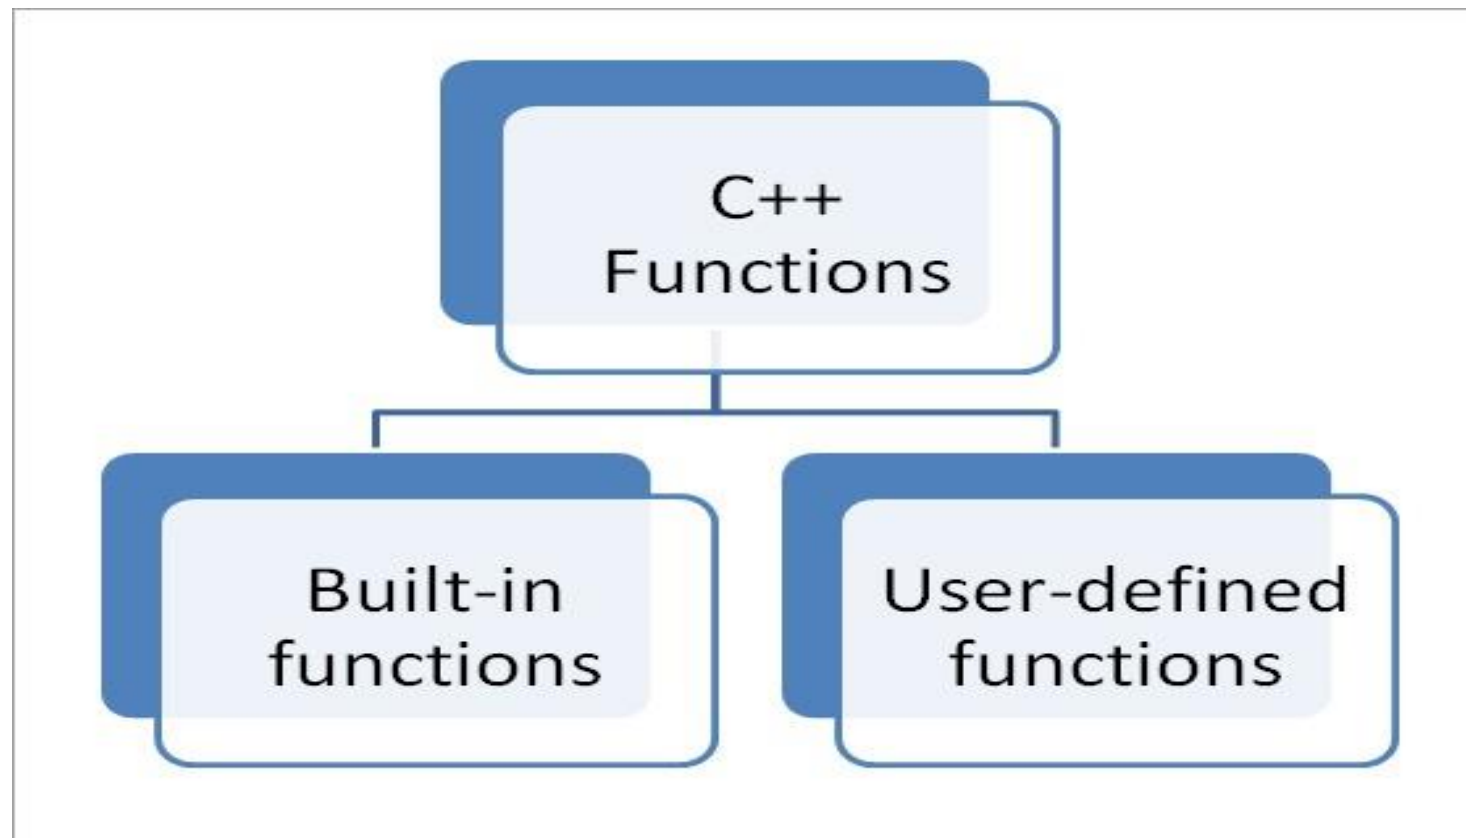 C++
Functions
Built-in
functions
User-defined
functions